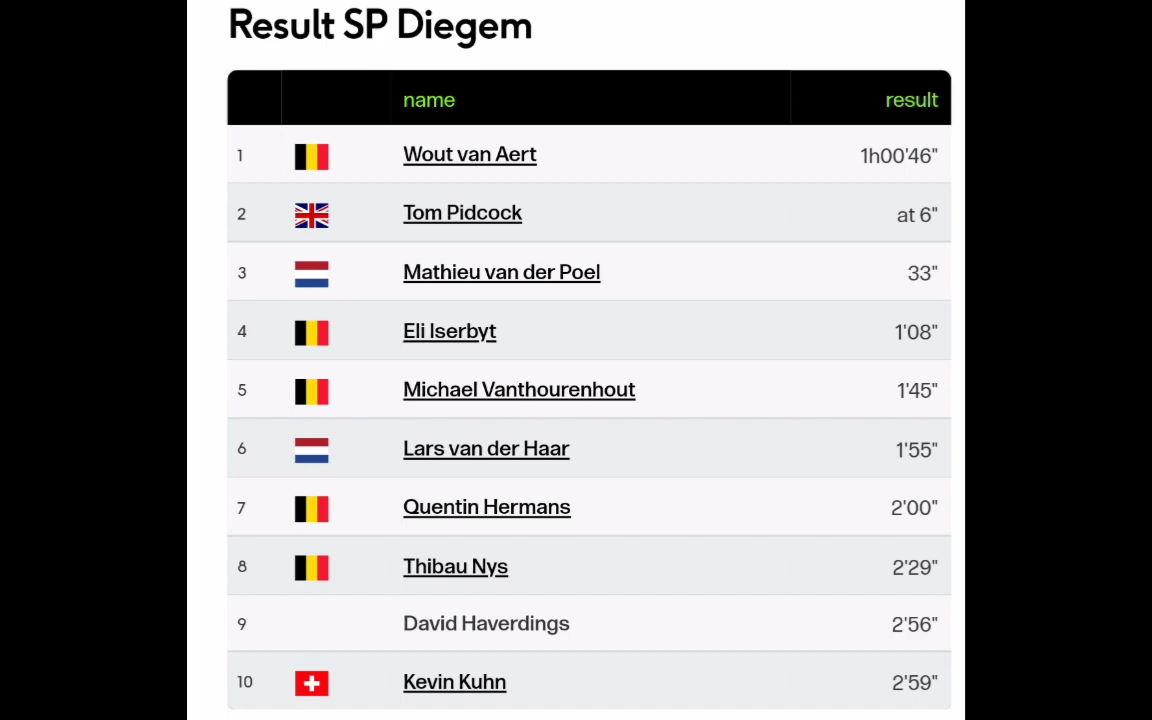 Result SP Diegem
name result
1 Wout van Aert 1h00'46"
2 Tom Pidcock at 6"
3 Mathieu van der Poel 33"
4 Eli Iserbyt 1'08"
5 Michael Vanthourenhout 1'45"
6 Lars van der Haar 1'55"
7 Quentin Hermans 2'00"
8 Thibau Nys 2'29"
9 David Haverdings 2'56"
10 Kevin Kuhn 2'59"